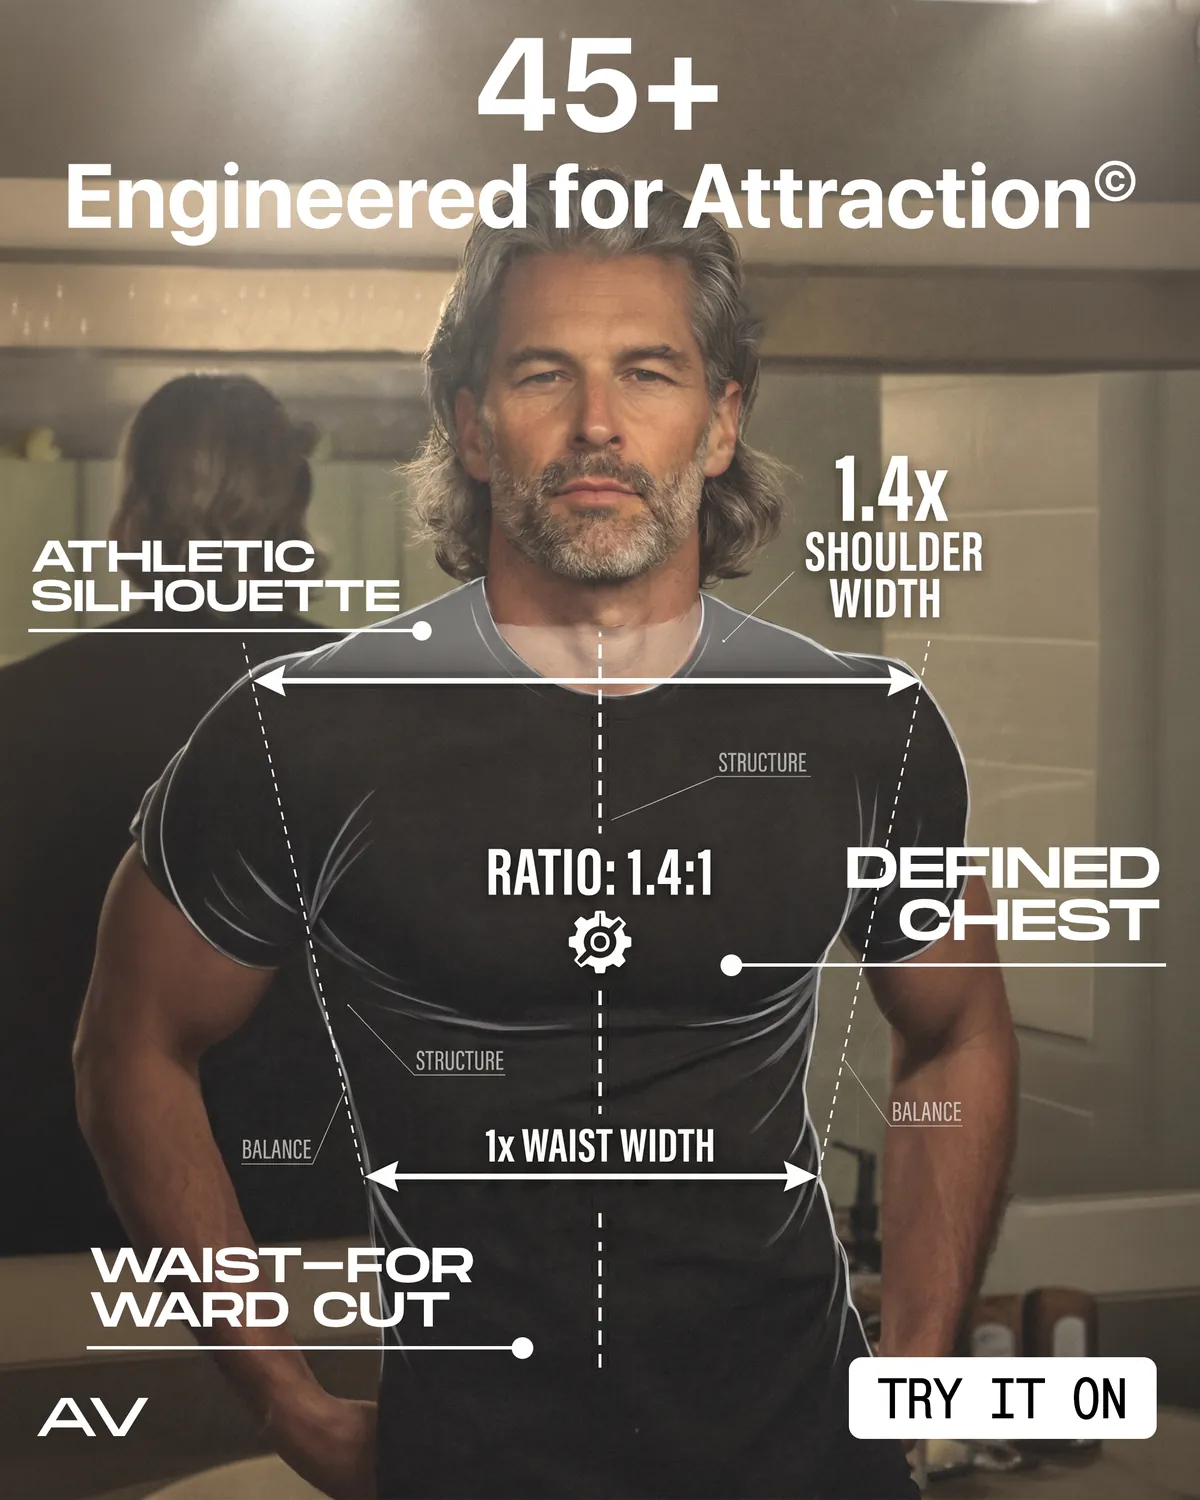 45+
Engineered for Attraction©
1.4x
SHOULDER
WIDTH
ATHLETIC
SILHOUETTE
STRUCTURE
RATIO: 1.4:1
DEFINED
CHEST
STRUCTURE
BALANCE
1x WAIST WIDTH
BALANCE
WAIST–FOR
WARD CUT
AV
TRY IT ON